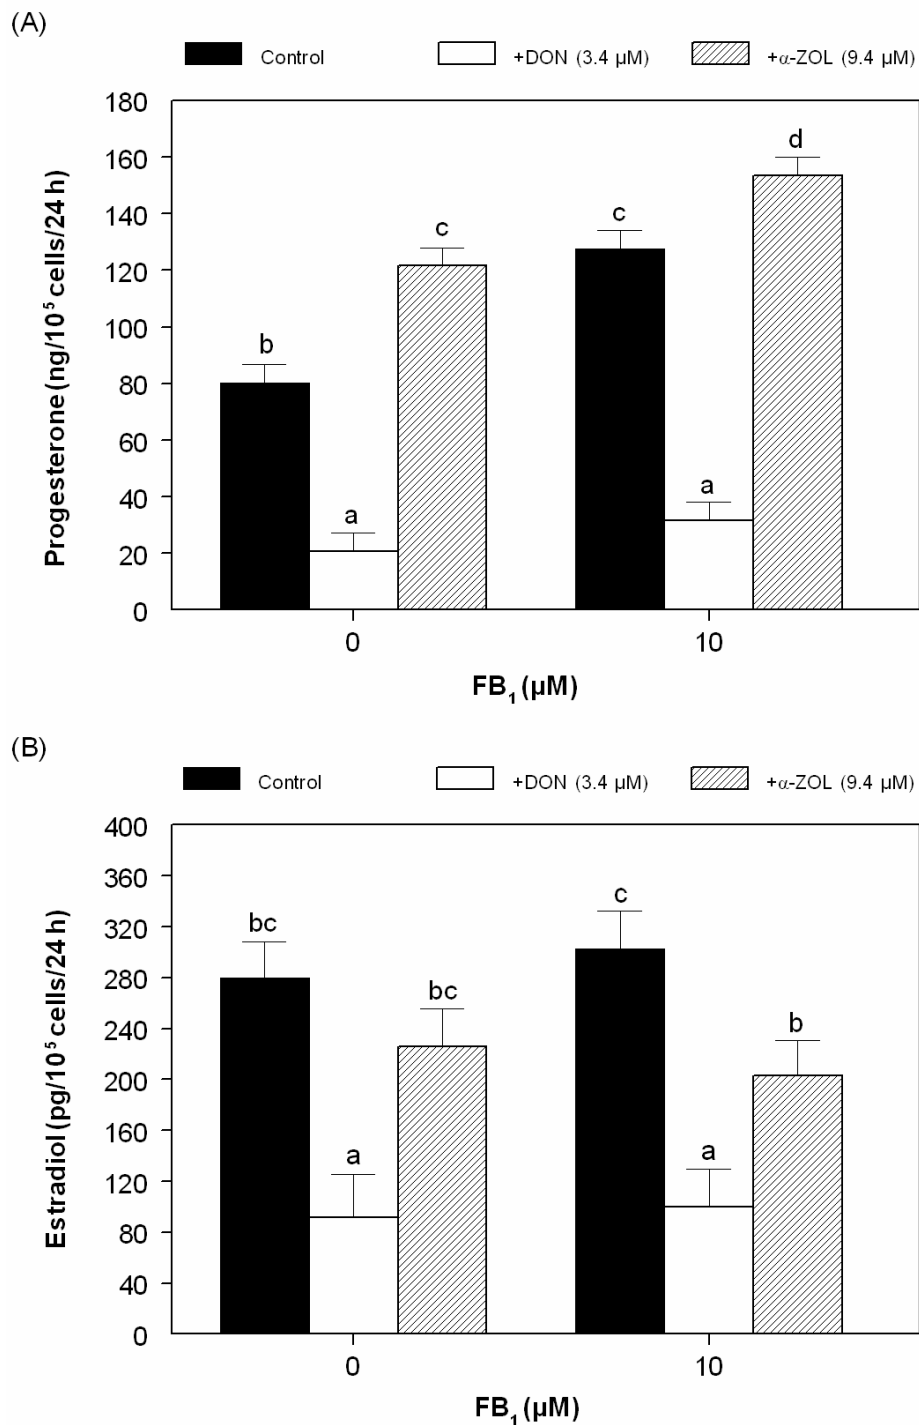 (A)
Control +DON (3.4 µM) +α-ZOL (9.4 µM)
180
160
140
120
100
80
60
40
20
0
Progesterone (ng/10⁵ cells/24 h)
b
a
c
c
a
d
0 10
FB₁ (µM)
(B)
Control +DON (3.4 µM) +α-ZOL (9.4 µM)
400
360
320
280
240
200
160
120
80
40
0
Estradiol (pg/10⁵ cells/24 h)
bc
a
bc
c
a
b
0 10
FB₁ (µM)